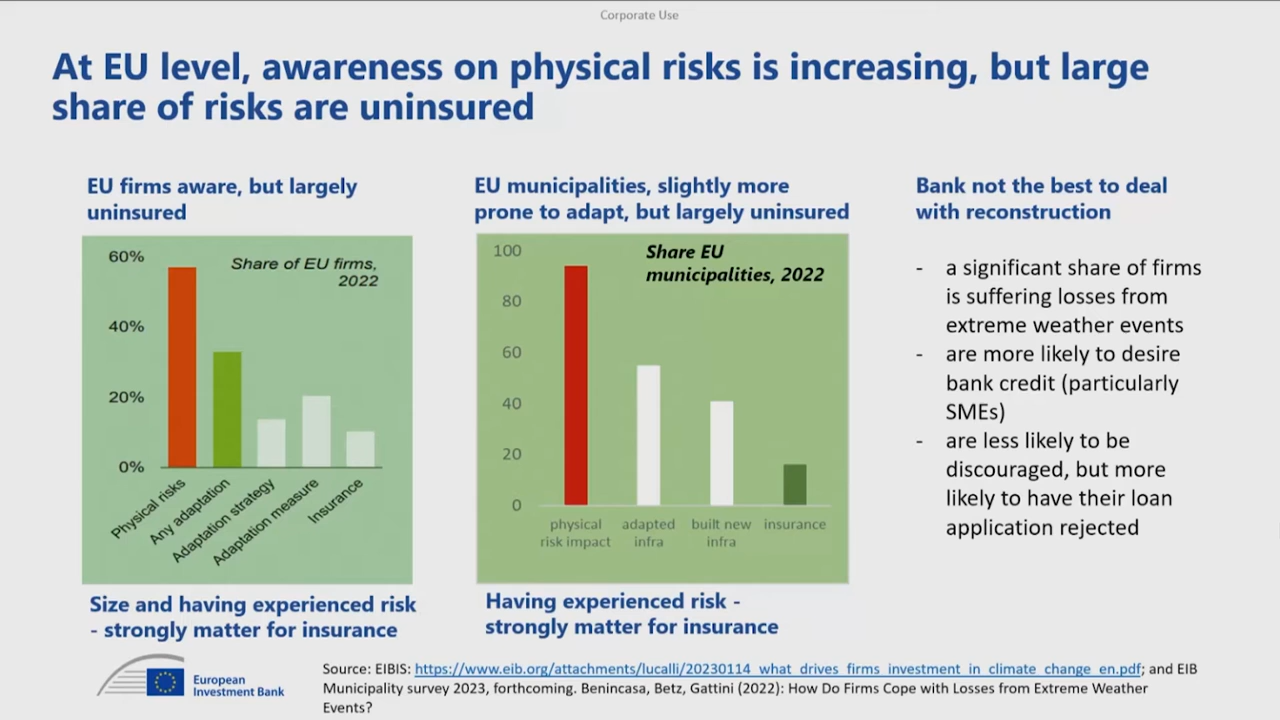 Corporate Use
At EU level, awareness on physical risks is increasing, but large
share of risks are uninsured
EU firms aware, but largely
uninsured
60%
40%
20%
0%
Share of EU firms,
2022
Physical risks
Any adaptation
Adaptation strategy
Adaptation measure
Insurance
Size and having experienced risk
- strongly matter for insurance
EU municipalities, slightly more
prone to adapt, but largely uninsured
100
80
60
40
20
0
Share EU
municipalities, 2022
physical
risk impact
adapted
infra
built new
infra
insurance
Having experienced risk -
strongly matter for insurance
Bank not the best to deal
with reconstruction
- a significant share of firms
is suffering losses from
extreme weather events
- are more likely to desire
bank credit (particularly
SMEs)
- are less likely to be
discouraged, but more
likely to have their loan
application rejected
European
Investment Bank
Source: EIBIS: https://www.eib.org/attachments/lucalli/20230114_what_drives_firms_investment_in_climate_change_en.pdf; and EIB
Municipality survey 2023, forthcoming. Benincasa, Betz, Gattini (2022): How Do Firms Cope with Losses from Extreme Weather
Events?